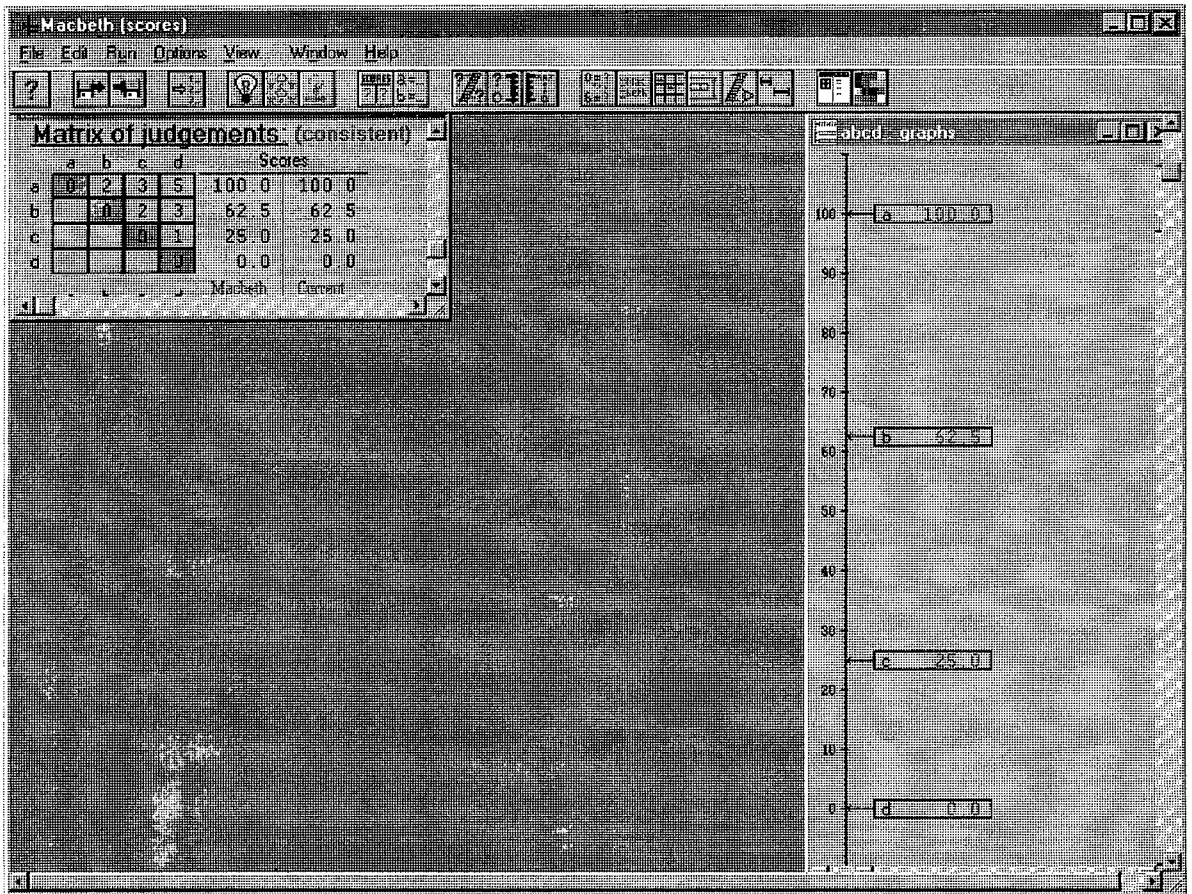 Macbeth (scores)
File Edit Run Options View Window Help
Matrix of judgements: (consistent)
a b c d Scores
a 0 2 3 5 100.0 100.0
b 0 2 3 62.5 62.5
c 0 1 25.0 25.0
d 0 0.0 0.0
Macbeth Current
abcd : graphs
100 a 100.0
90
80
70
b 62.5
60
50
40
30
c 25.0
20
10
0 d 0.0